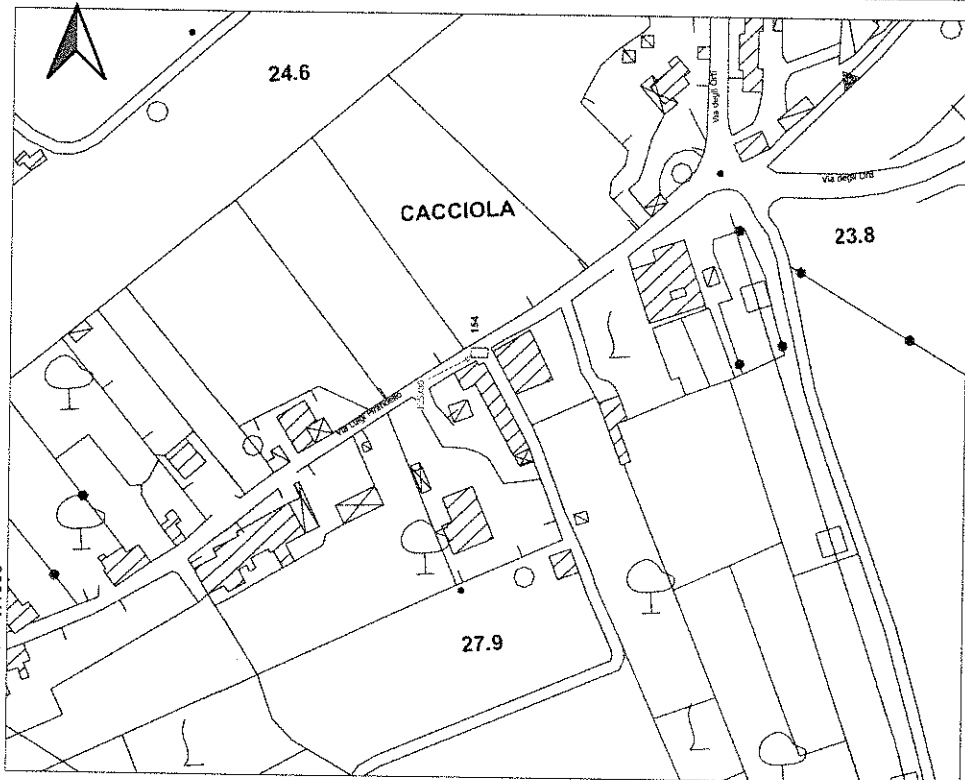 24.6
Via degli Orti
CACCIOLA
Via degli Orti
23.8
154
Via Luigi Pirandello
27.9